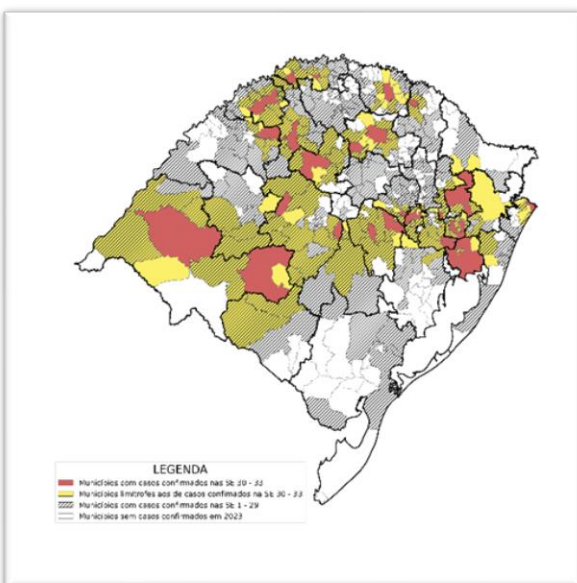 LEGENDA
Municípios com casos confirmados nas SE 30 - 33
Municípios limítrofes aos de casos confirmados na SE 30 - 33
Municípios com casos confirmados nas SE 1 - 29
Municípios sem casos confirmados em 2023